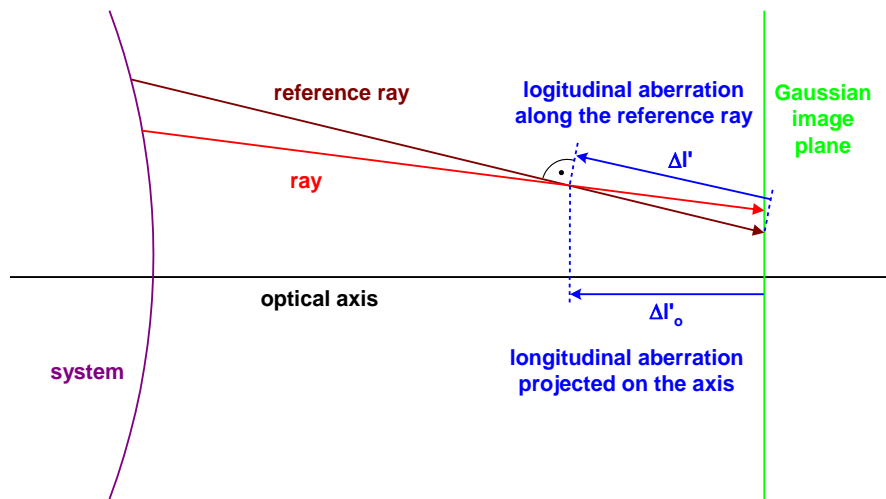 reference ray
logitudinal aberration
along the reference ray
Gaussian
image
plane
Δl'
ray
optical axis
Δl'o
system
longitudinal aberration
projected on the axis